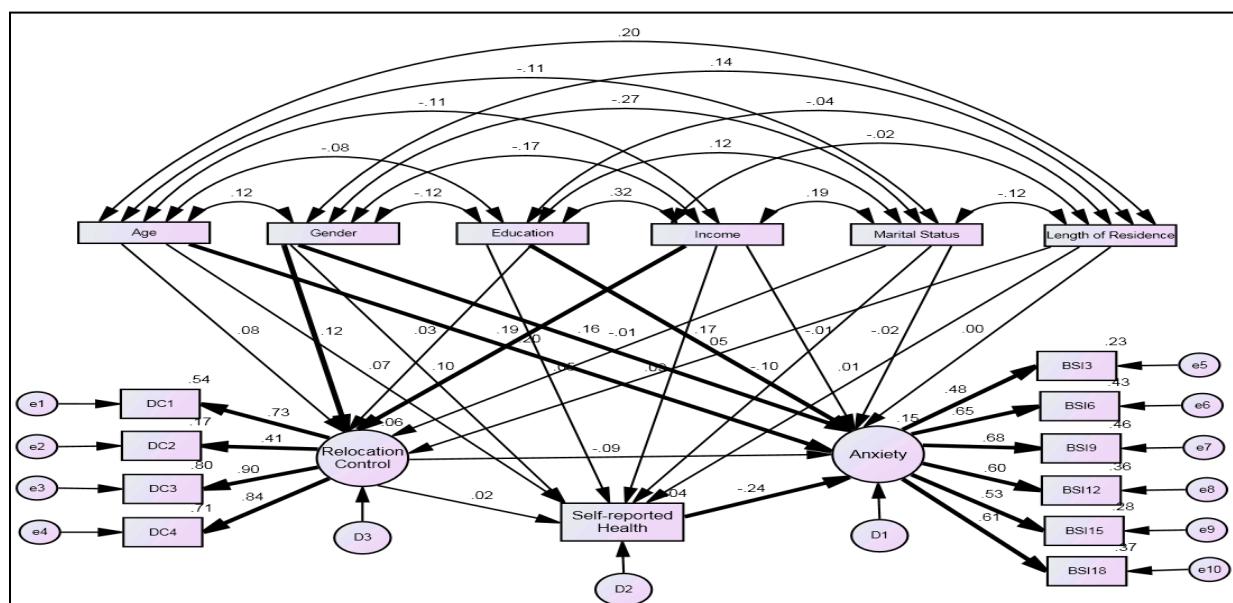 .20
-.11
.14
-.11
-.27
-.04
-.08
-.17
.12
-.02
.12
-.12
.32
.19
-.12
Age
Gender
Education
Income
Marital Status
Length of Residence
.08
.12
.03
.19
.20
.16
-.01
.17
.05
-.01
-.02
.00
.07
.10
-.10
.01
.23
BSI3
e5
.48
.43
BSI6
e6
.65
.46
BSI9
e7
.68
.36
BSI12
e8
.60
.28
BSI15
e9
.53
.37
BSI18
e10
.61
.54
e1
DC1
.73
.17
e2
DC2
.41
.80
e3
DC3
.90
.71
e4
DC4
.84
.06
Relocation
Control
.15
Anxiety
-.09
.02
.04
-.24
Self-reported
Health
D3
D1
D2